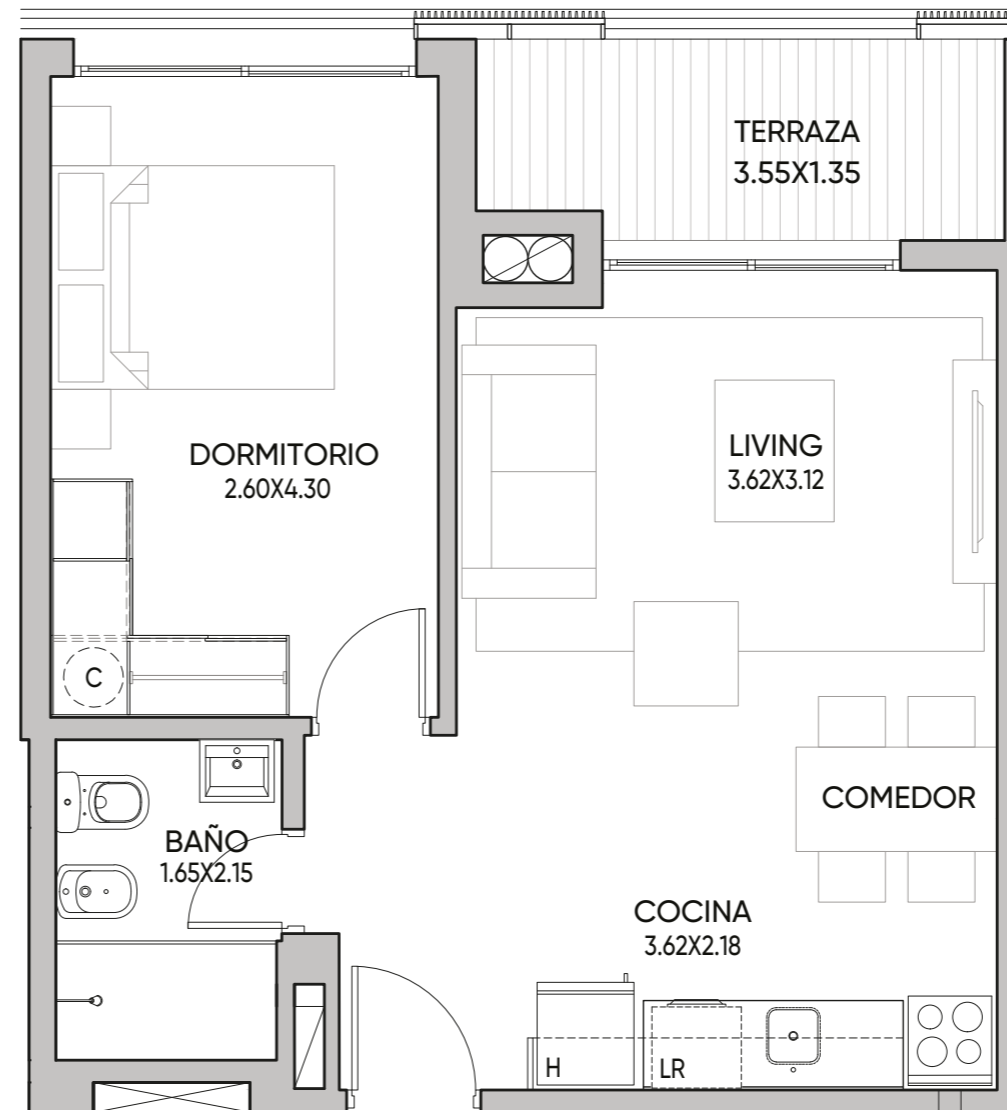 TERRAZA
3.55X1.35
DORMITORIO
2.60X4.30
LIVING
3.62X3.12
C
COMEDOR
BAÑO
1.65X2.15
COCINA
3.62X2.18
H
LR